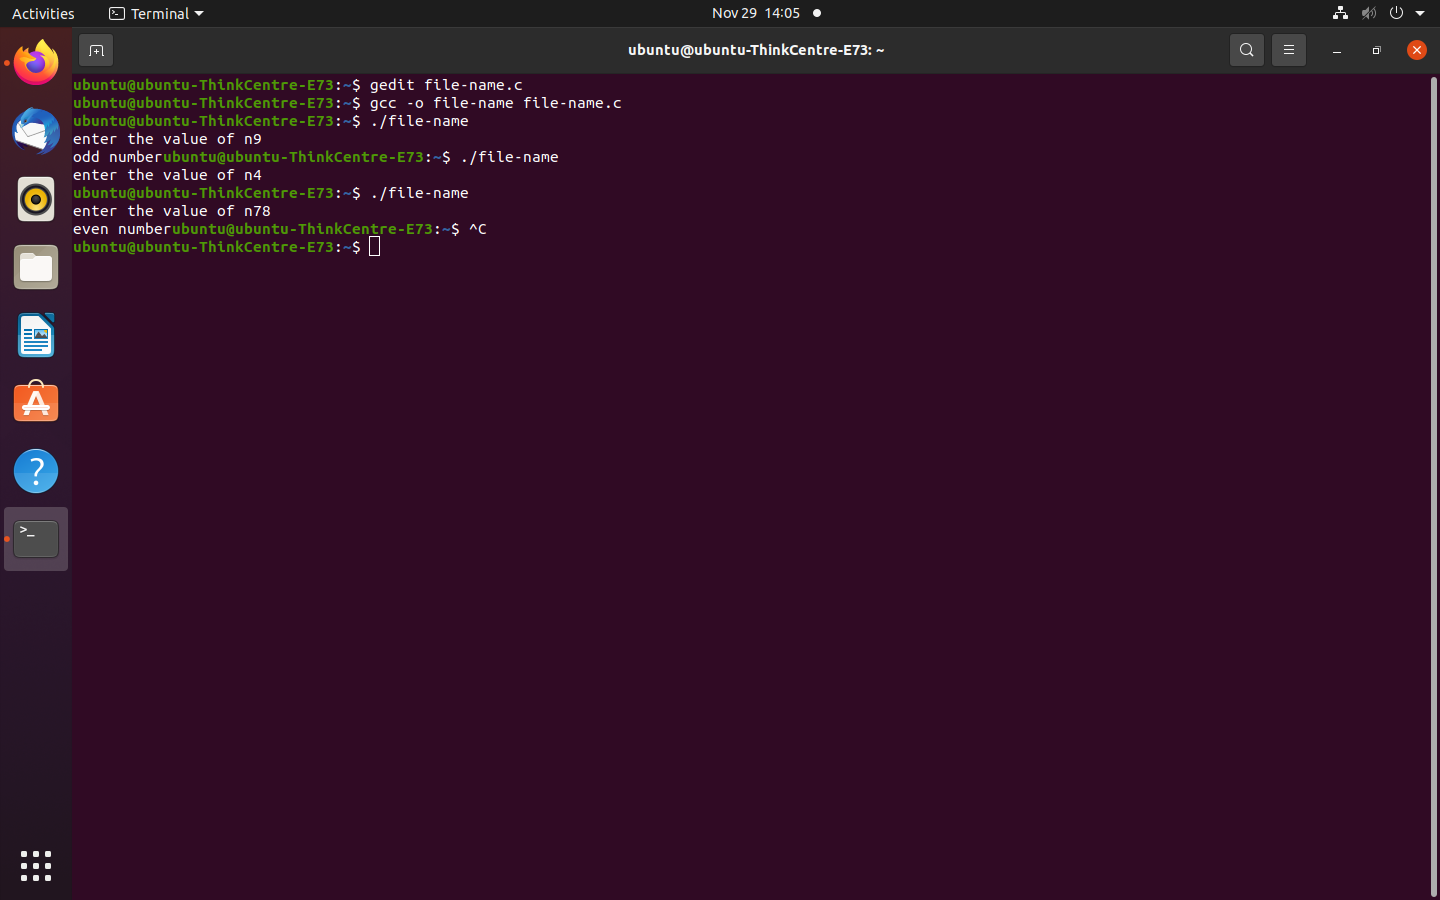 Activities Terminal Nov 29 14:05
ubuntu@ubuntu-ThinkCentre-E73: ~
ubuntu@ubuntu-ThinkCentre-E73:~$ gedit file-name.c
ubuntu@ubuntu-ThinkCentre-E73:~$ gcc -o file-name file-name.c
ubuntu@ubuntu-ThinkCentre-E73:~$ ./file-name
enter the value of n9
odd numberubuntu@ubuntu-ThinkCentre-E73:~$ ./file-name
enter the value of n4
ubuntu@ubuntu-ThinkCentre-E73:~$ ./file-name
enter the value of n78
even numberubuntu@ubuntu-ThinkCentre-E73:~$ ^C
ubuntu@ubuntu-ThinkCentre-E73:~$